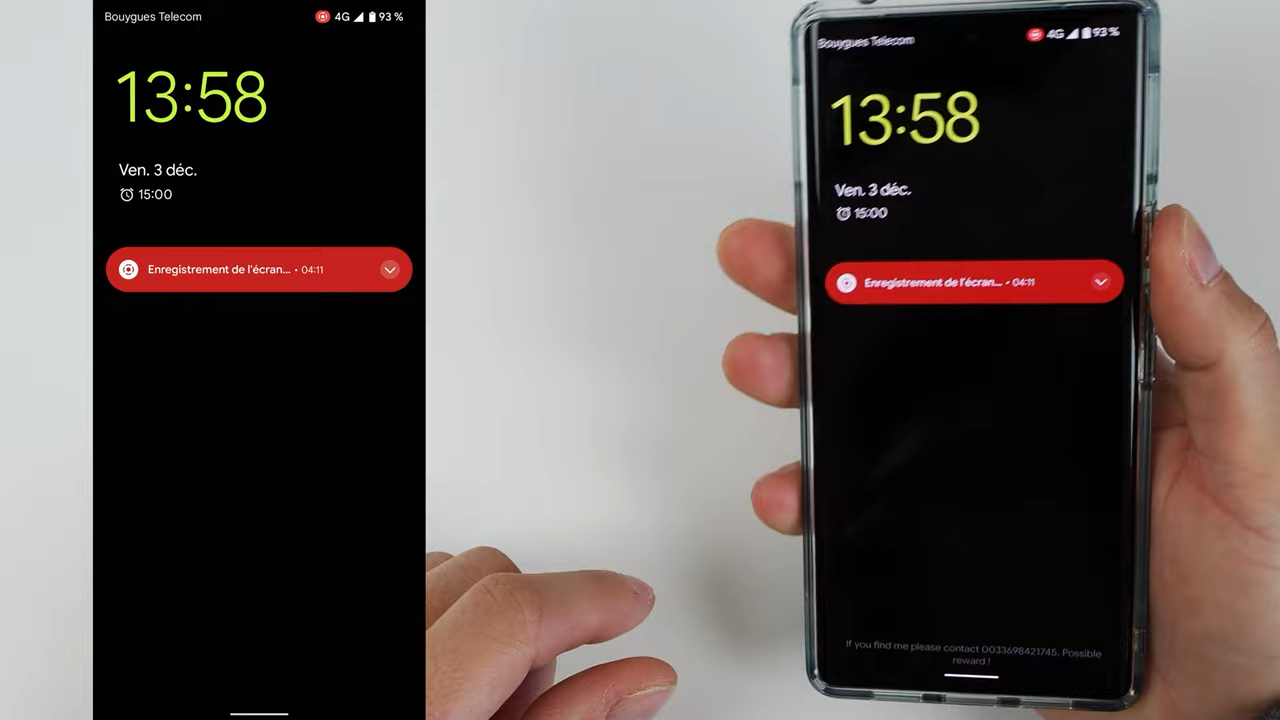 Bouygues Telecom
4G 93 %
13:58
Ven. 3 déc.
15:00
Enregistrement de l'écran... • 04:11
Bouygues Telecom
4G 93 %
13:58
Ven. 3 déc.
15:00
Enregistrement de l'écran... • 04:11
If you find me please contact 0033698421745. Possible
reward !